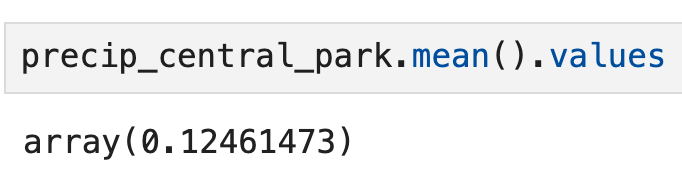 precip_central_park.mean().values
array(0.12461473)